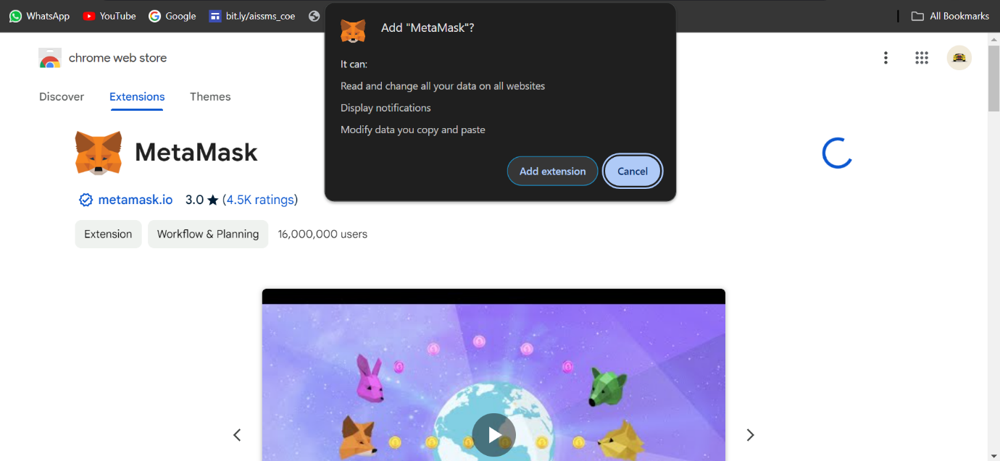 WhatsApp YouTube Google bit.ly/aissms_coe All Bookmarks
Add "MetaMask"?
It can:
Read and change all your data on all websites
Display notifications
Modify data you copy and paste
Add extension Cancel
chrome web store
Discover Extensions Themes
MetaMask
metamask.io 3.0 ★ (4.5K ratings)
Extension Workflow & Planning 16,000,000 users